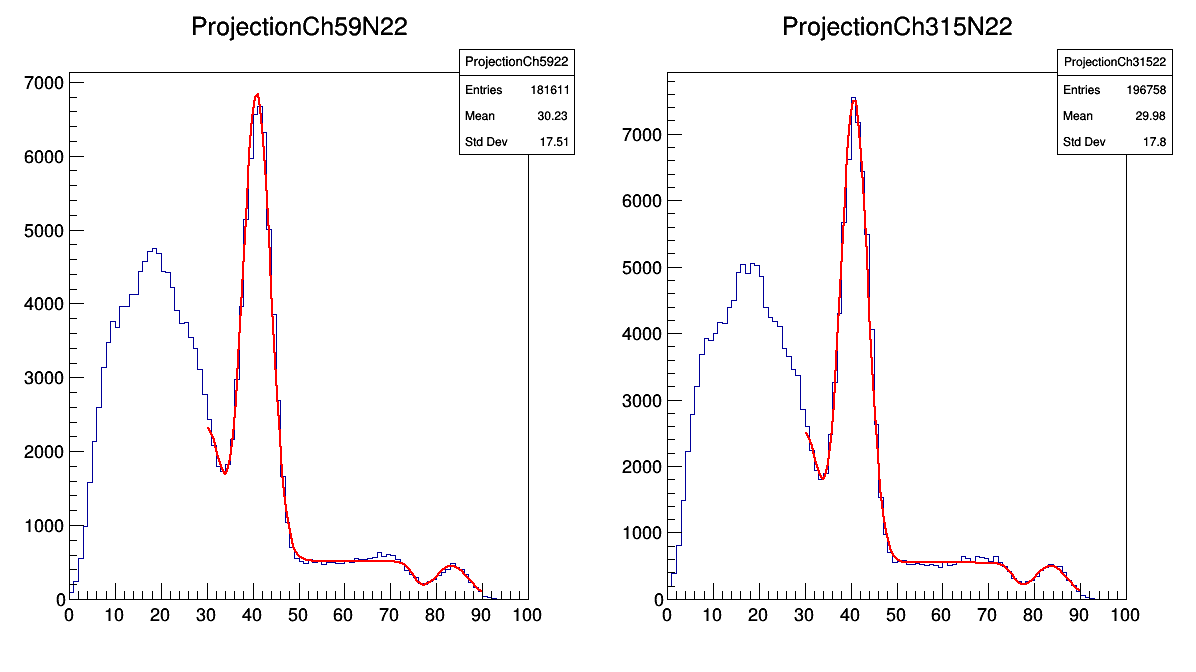 ProjectionCh59N22
ProjectionCh5922
Entries 181611
Mean 30.23
Std Dev 17.51
7000
6000
5000
4000
3000
2000
1000
0
0 10 20 30 40 50 60 70 80 90 100
ProjectionCh315N22
ProjectionCh31522
Entries 196758
Mean 29.98
Std Dev 17.8
7000
6000
5000
4000
3000
2000
1000
0
0 10 20 30 40 50 60 70 80 90 100